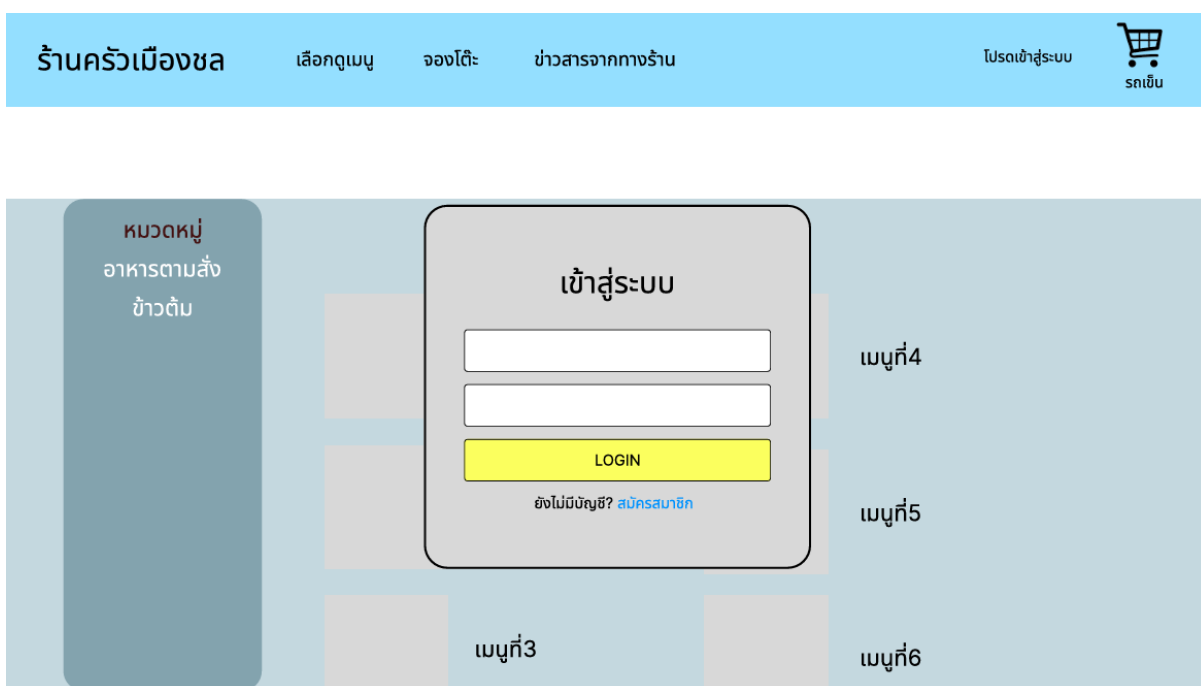 ร้านครัวเมืองชล
เลือกดูเมนู
จองโต๊ะ
ข่าวสารจากทางร้าน
โปรดเข้าสู่ระบบ
รถเข็น
หมวดหมู่
อาหารตามสั่ง
ข้าวต้ม
เข้าสู่ระบบ
LOGIN
ยังไม่มีบัญชี? สมัครสมาชิก
เมนูที่3
เมนูที่4
เมนูที่5
เมนูที่6